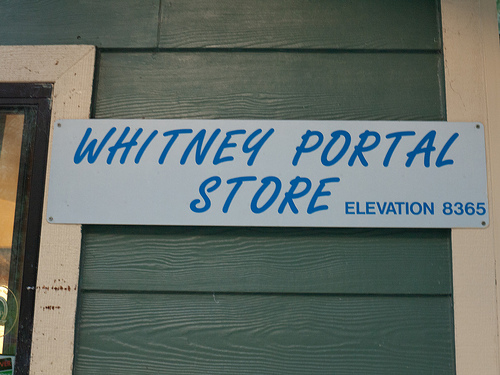 WHITNEY PORTAL
STORE ELEVATION 8365